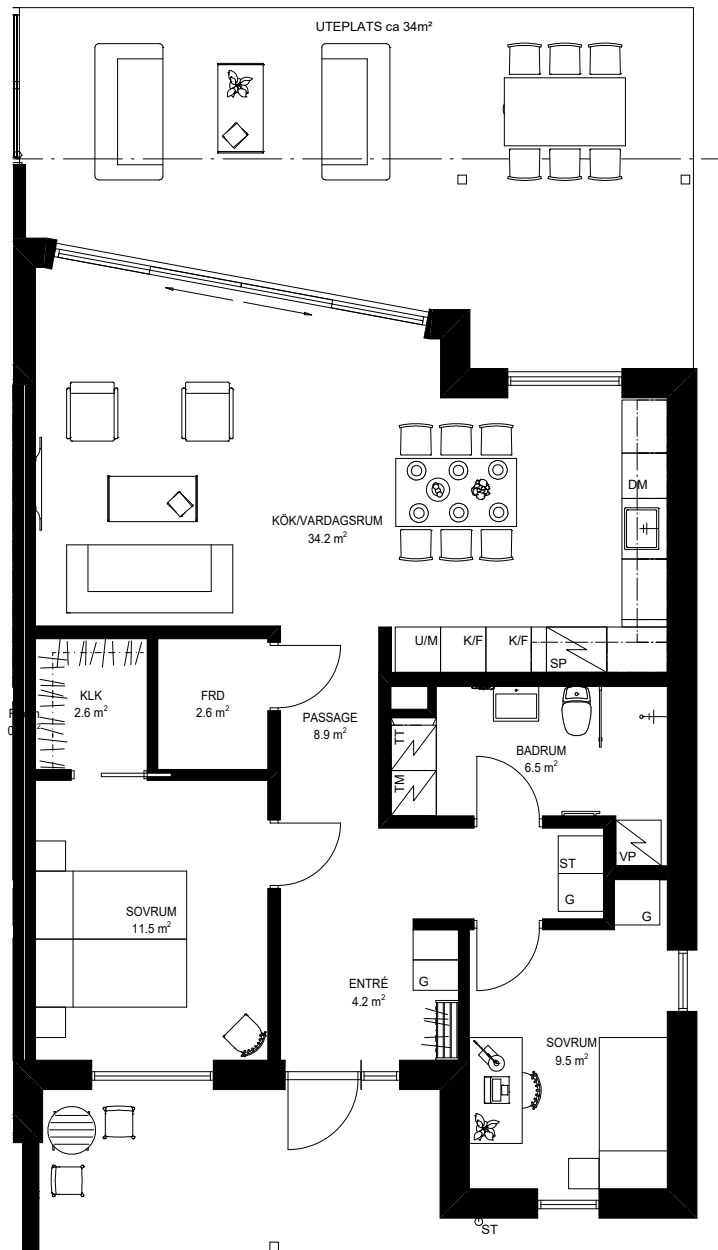 UTEPLATS ca 34m²
DM
KÖK/VARDAGSRUM
34.2 m²
U/M
K/F
K/F
SP
KLK
2.6 m²
FRD
2.6 m²
PASSAGE
8.9 m²
TT
TM
BADRUM
6.5 m²
ST
G
VP
G
SOVRUM
11.5 m²
G
ENTRÉ
4.2 m²
SOVRUM
9.5 m²
ST